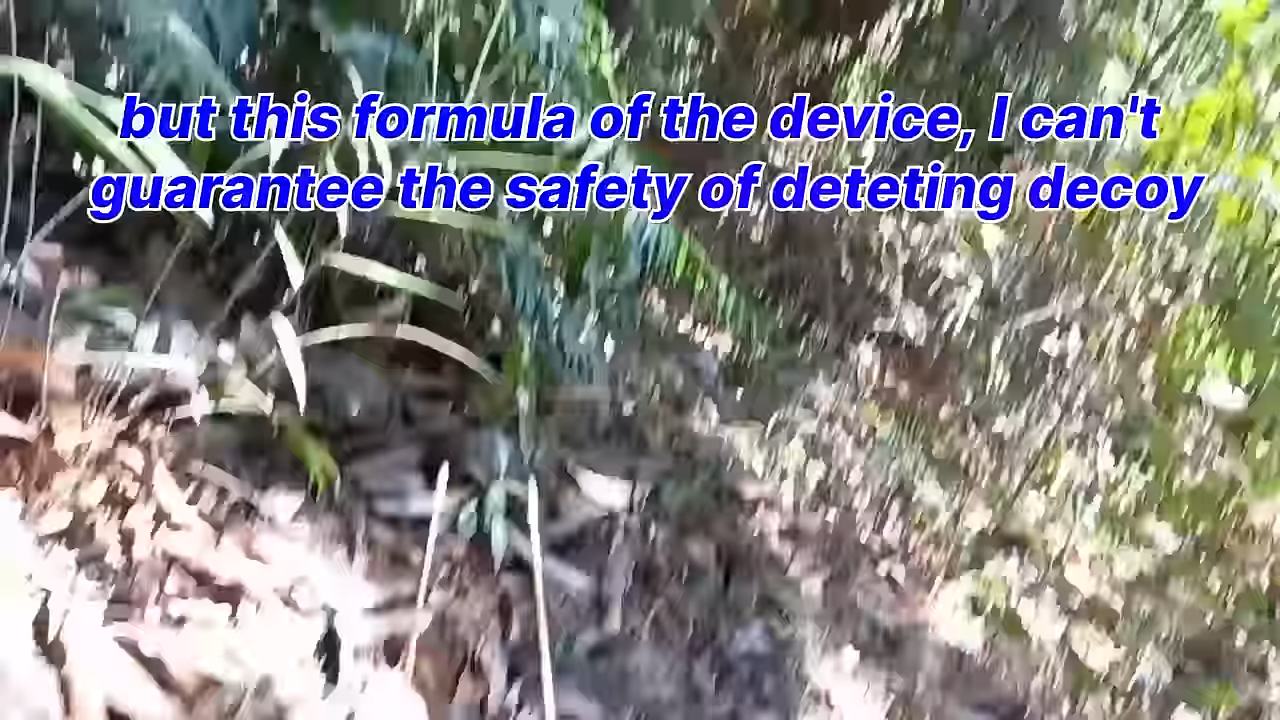 but this formula of the device, I can't
guarantee the safety of deteting decoy